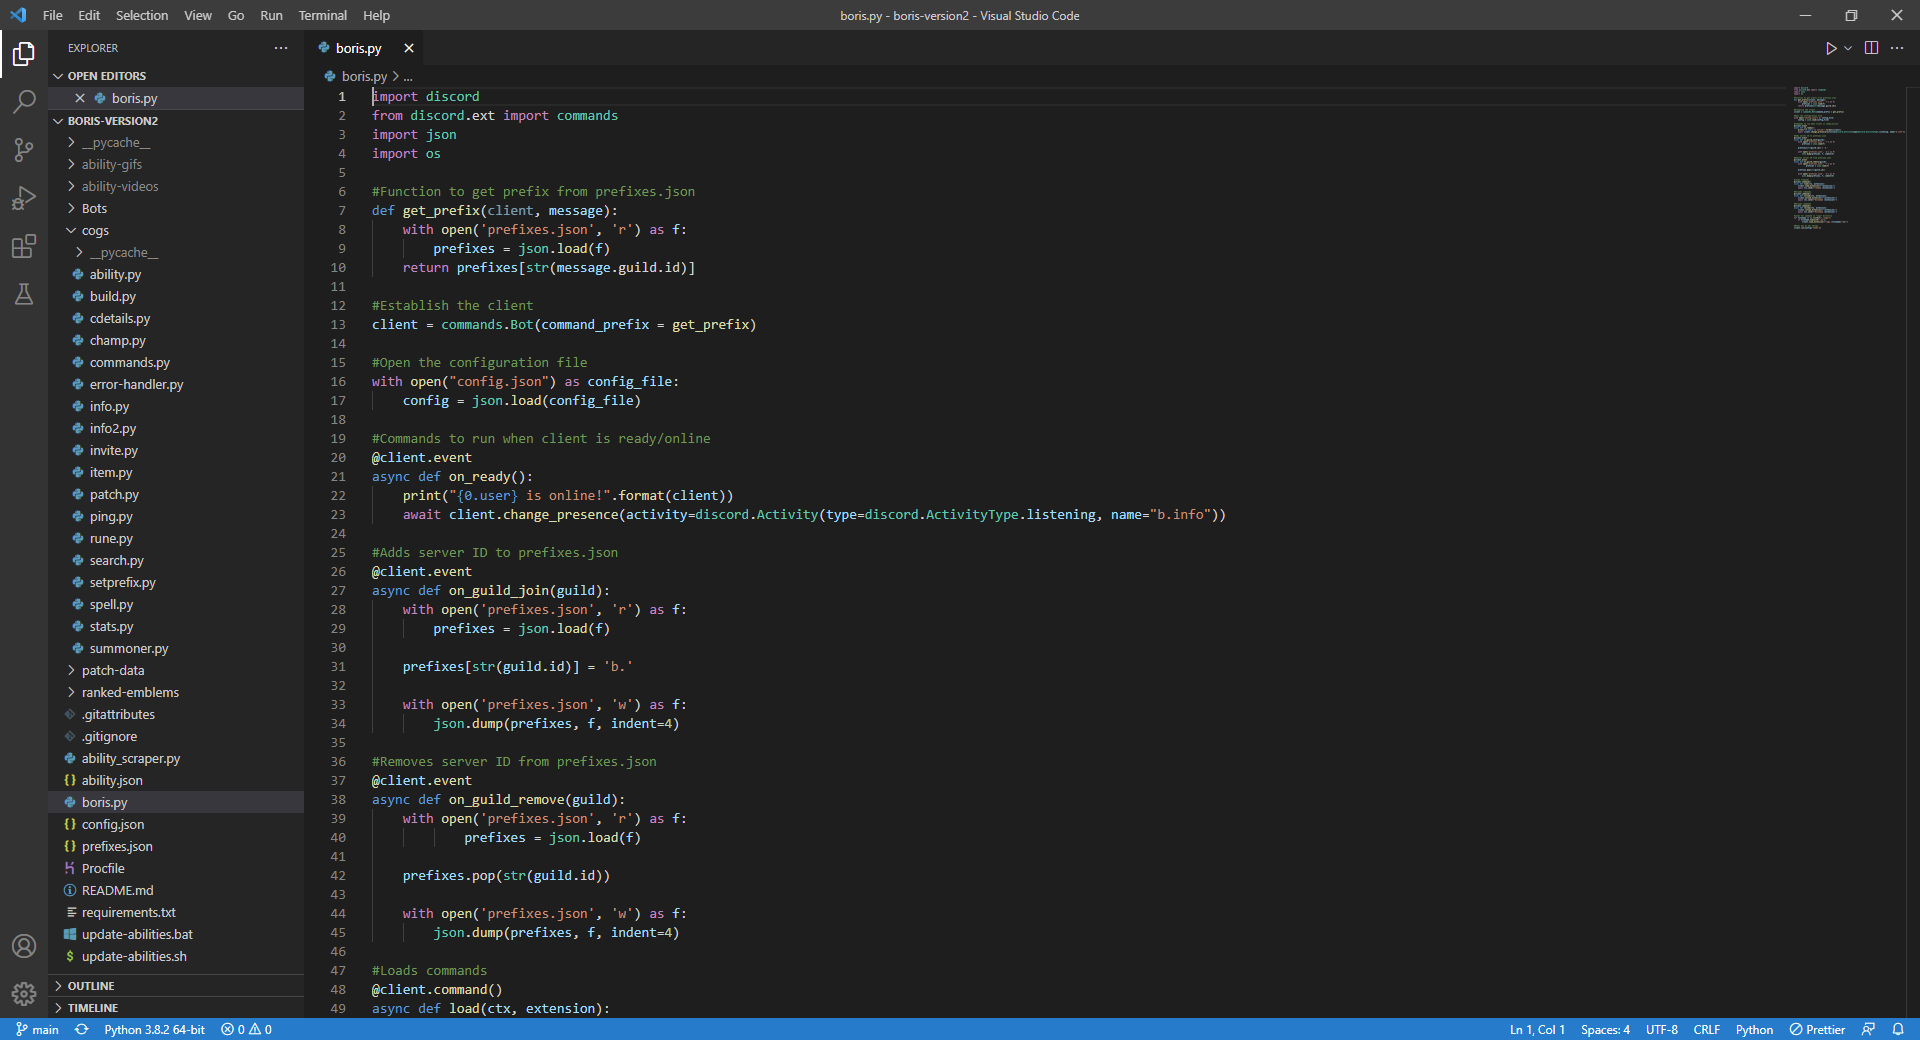 File Edit Selection View Go Run Terminal Help
boris.py - boris-version2 - Visual Studio Code
EXPLORER
OPEN EDITORS
boris.py
BORIS-VERSION2
__pycache__
ability-gifs
ability-videos
Bots
cogs
__pycache__
ability.py
build.py
cdetails.py
champ.py
commands.py
error-handler.py
info.py
info2.py
invite.py
item.py
patch.py
ping.py
rune.py
search.py
setprefix.py
spell.py
stats.py
summoner.py
patch-data
ranked-emblems
.gitattributes
.gitignore
ability_scraper.py
{} ability.json
boris.py
{} config.json
{} prefixes.json
Procfile
README.md
requirements.txt
update-abilities.bat
$ update-abilities.sh
OUTLINE
TIMELINE
boris.py
boris.py > ...
1 import discord
2 from discord.ext import commands
3 import json
4 import os
5
6 #Function to get prefix from prefixes.json
7 def get_prefix(client, message):
8     with open('prefixes.json', 'r') as f:
9         prefixes = json.load(f)
10     return prefixes[str(message.guild.id)]
11
12 #Establish the client
13 client = commands.Bot(command_prefix = get_prefix)
14
15 #Open the configuration file
16 with open("config.json") as config_file:
17     config = json.load(config_file)
18
19 #Commands to run when client is ready/online
20 @client.event
21 async def on_ready():
22     print("{0.user} is online!".format(client))
23     await client.change_presence(activity=discord.Activity(type=discord.ActivityType.listening, name="b.info"))
24
25 #Adds server ID to prefixes.json
26 @client.event
27 async def on_guild_join(guild):
28     with open('prefixes.json', 'r') as f:
29         prefixes = json.load(f)
30
31     prefixes[str(guild.id)] = 'b.'
32
33     with open('prefixes.json', 'w') as f:
34         json.dump(prefixes, f, indent=4)
35
36 #Removes server ID from prefixes.json
37 @client.event
38 async def on_guild_remove(guild):
39     with open('prefixes.json', 'r') as f:
40             prefixes = json.load(f)
41
42     prefixes.pop(str(guild.id))
43
44     with open('prefixes.json', 'w') as f:
45         json.dump(prefixes, f, indent=4)
46
47 #Loads commands
48 @client.command()
49 async def load(ctx, extension):
main Python 3.8.2 64-bit 0 0
Ln 1, Col 1 Spaces: 4 UTF-8 CRLF Python Prettier